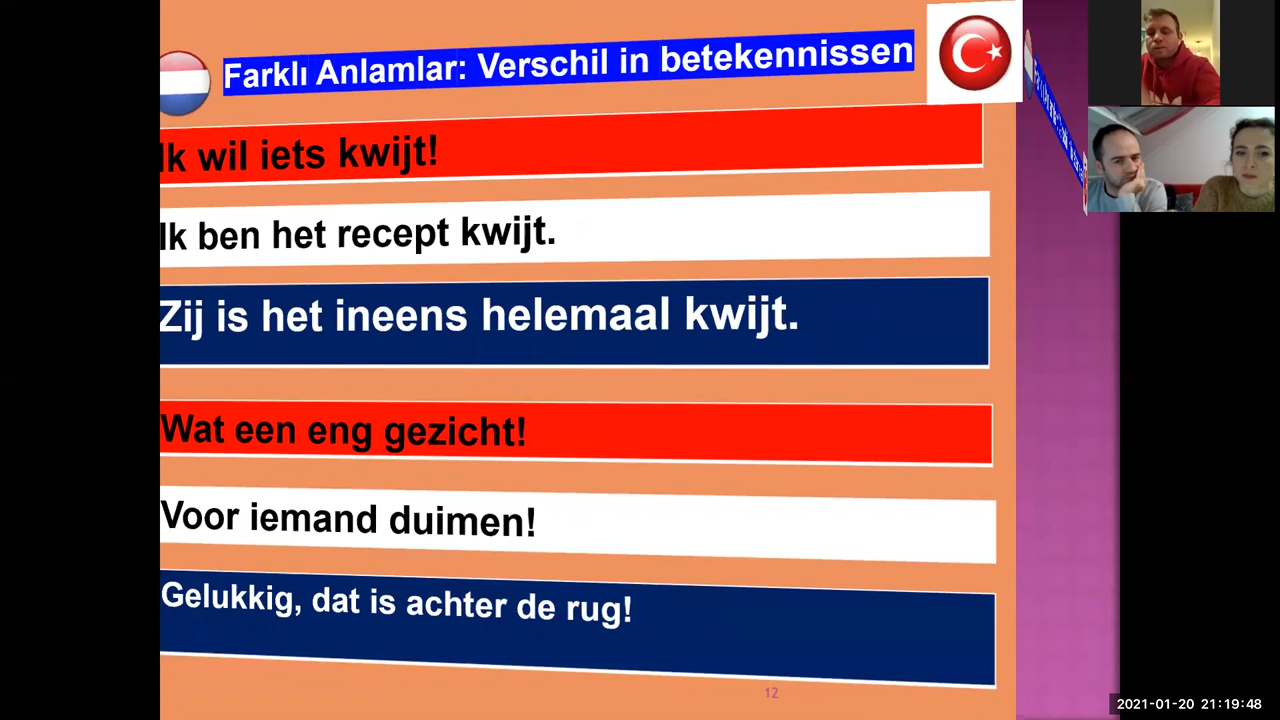 Farklı Anlamlar: Verschil in betekennissen
Ik wil iets kwijt!
Ik ben het recept kwijt.
Zij is het ineens helemaal kwijt.
Wat een eng gezicht!
Voor iemand duimen!
Gelukkig, dat is achter de rug!
12
2021-01-20 21:19:48